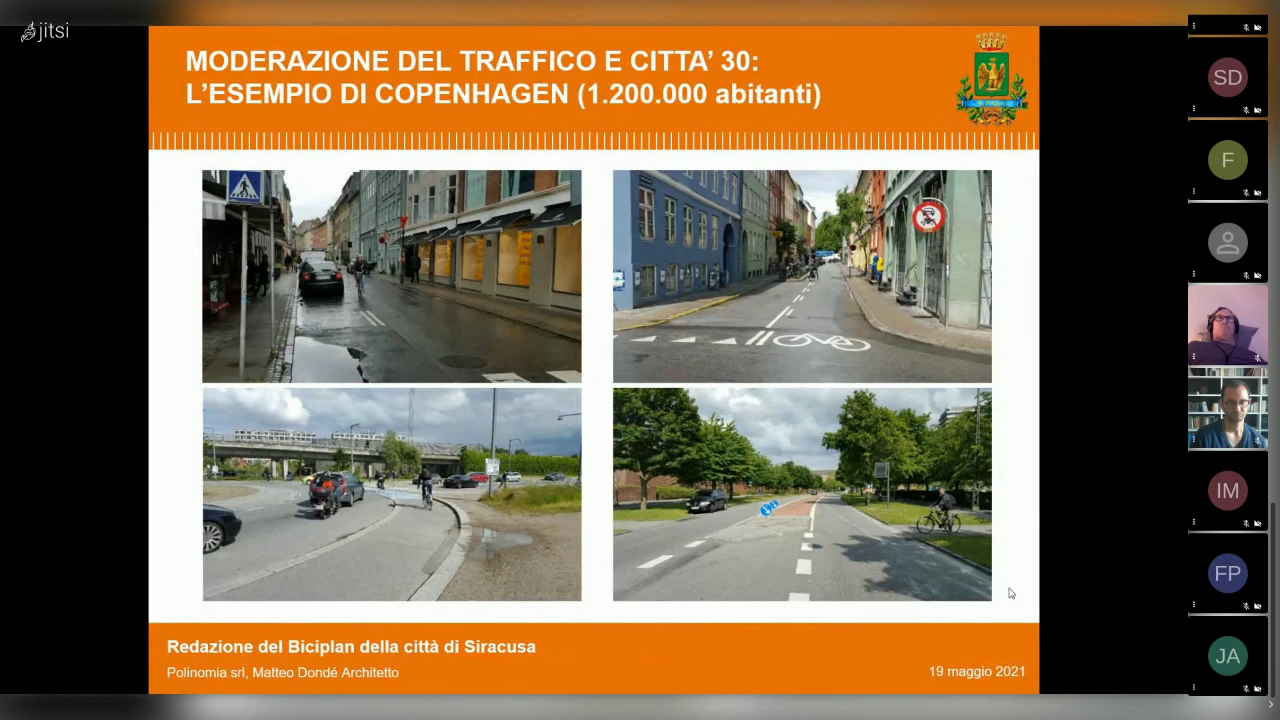 jitsi
MODERAZIONE DEL TRAFFICO E CITTA’ 30:
L’ESEMPIO DI COPENHAGEN (1.200.000 abitanti)
SD
F
IM
FP
JA
Redazione del Biciplan della città di Siracusa
Polinomia srl, Matteo Dondé Architetto
19 maggio 2021